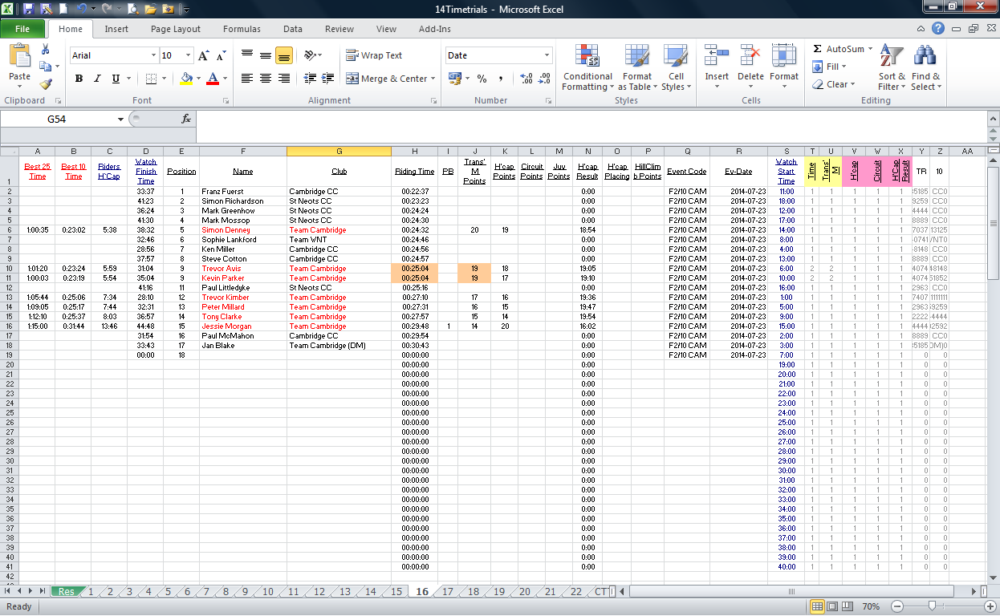 14Timetrials - Microsoft Excel
File Home Insert Page Layout Formulas Data Review View Add-Ins
Paste Arial 10 Wrap Text Date Conditional Formatting Format as Table Cell Styles Insert Delete Format AutoSum Fill Clear Sort & Filter Find & Select
B I U Merge & Center % ,
Clipboard Font Alignment Number Styles Cells Editing
G54 fx
A B C D E F G H I J K L M N O P Q R S T U V W X Y Z AA
1 Best 25 Time Best 10 Time Riders H'Cap Watch Finish Time Position Name Club Riding Time PB Trans' M Points H'cap Points Circuit Points Juv Points H'cap Result H'cap Placing HillClim b Points Event Code Ev-Date Watch Start Time Time Trans' M H'cap Circuit H'Cap Result TR 10
2 33:37 1 Franz Fuerst Cambridge CC 00:22:37 0:00 F2/10 CAM 2014-07-23 11:00 1 1 1 1 1 CC0
3 41:23 2 Simon Richardson St Neots CC 00:23:23 0:00 F2/10 CAM 2014-07-23 18:00 1 1 1 1 1 CC0
4 36:24 3 Mark Greenhow St Neots CC 00:24:24 0:00 F2/10 CAM 2014-07-23 12:00 1 1 1 1 1 CC0
5 41:30 4 Mark Mossop St Neots CC 00:24:30 0:00 F2/10 CAM 2014-07-23 17:00 1 1 1 1 1 CC0
6 1:00:35 0:23:02 5:38 38:32 5 Simon Denney Team Cambridge 00:24:32 20 19 18:54 F2/10 CAM 2014-07-23 14:00 1 1 1 1 1
7 32:46 6 Sophie Lankford Team WNT 00:24:46 0:00 F2/10 CAM 2014-07-23 8:00 1 1 1 1 1
8 28:56 7 Ken Miller Cambridge CC 00:24:56 0:00 F2/10 CAM 2014-07-23 4:00 1 1 1 1 1 CC0
9 37:57 8 Steve Cotton Cambridge CC 00:24:57 0:00 F2/10 CAM 2014-07-23 13:00 1 1 1 1 1 CC0
10 1:01:20 0:23:24 5:59 31:04 9 Trevor Avis Team Cambridge 00:25:04 19 18 19:05 F2/10 CAM 2014-07-23 6:00 2 2 1 1 1
11 1:00:03 0:23:19 5:54 35:04 9 Kevin Parker Team Cambridge 00:25:04 19 17 19:10 F2/10 CAM 2014-07-23 10:00 2 2 1 1 1
12 41:16 11 Paul Littledyke St Neots CC 00:25:16 0:00 F2/10 CAM 2014-07-23 16:00 1 1 1 1 1 CC0
13 1:05:44 0:25:06 7:34 28:10 12 Trevor Kimber Team Cambridge 00:27:10 17 16 19:36 F2/10 CAM 2014-07-23 1:00 1 1 1 1 1
14 1:09:05 0:25:17 7:44 32:31 13 Peter Millard Team Cambridge 00:27:31 16 15 19:47 F2/10 CAM 2014-07-23 5:00 1 1 1 1 1
15 1:12:10 0:25:37 8:03 36:57 14 Tony Clarke Team Cambridge 00:27:57 15 14 19:54 F2/10 CAM 2014-07-23 9:00 1 1 1 1 1
16 1:15:00 0:31:44 13:46 44:48 15 Jessie Morgan Team Cambridge 00:29:48 1 14 20 16:02 F2/10 CAM 2014-07-23 15:00 1 1 1 1 1
17 31:54 16 Paul McMahon Cambridge CC 00:29:54 0:00 F2/10 CAM 2014-07-23 2:00 1 1 1 1 1 CC0
18 33:43 17 Jan Blake Team Cambridge (DM) 00:30:43 0:00 F2/10 CAM 2014-07-23 3:00 1 1 1 1 1
19 00:00 18 00:00:00 0:00 F2/10 CAM 2014-07-23 7:00 1 1 1 1 1 0 0
20 00:00:00 0:00 19:00 1 1 1 1 1 0 0
21 00:00:00 0:00 20:00 1 1 1 1 1 0 0
22 00:00:00 0:00 21:00 1 1 1 1 1 0 0
23 00:00:00 0:00 22:00 1 1 1 1 1 0 0
24 00:00:00 0:00 23:00 1 1 1 1 1 0 0
25 00:00:00 0:00 24:00 1 1 1 1 1 0 0
26 00:00:00 0:00 25:00 1 1 1 1 1 0 0
27 00:00:00 0:00 26:00 1 1 1 1 1 0 0
28 00:00:00 0:00 27:00 1 1 1 1 1 0 0
29 00:00:00 0:00 28:00 1 1 1 1 1 0 0
30 00:00:00 0:00 29:00 1 1 1 1 1 0 0
31 00:00:00 0:00 30:00 1 1 1 1 1 0 0
32 00:00:00 0:00 31:00 1 1 1 1 1 0 0
33 00:00:00 0:00 32:00 1 1 1 1 1 0 0
34 00:00:00 0:00 33:00 1 1 1 1 1 0 0
35 00:00:00 0:00 34:00 1 1 1 1 1 0 0
36 00:00:00 0:00 35:00 1 1 1 1 1 0 0
37 00:00:00 0:00 36:00 1 1 1 1 1 0 0
38 00:00:00 0:00 37:00 1 1 1 1 1 0 0
39 00:00:00 0:00 38:00 1 1 1 1 1 0 0
40 00:00:00 0:00 39:00 1 1 1 1 1 0 0
41 00:00:00 0:00 40:00 1 1 1 1 1 0 0
42
Res 1 2 3 4 5 6 7 8 9 10 11 12 13 14 15 16 17 18 19 20 21 22 CT
Ready 70%